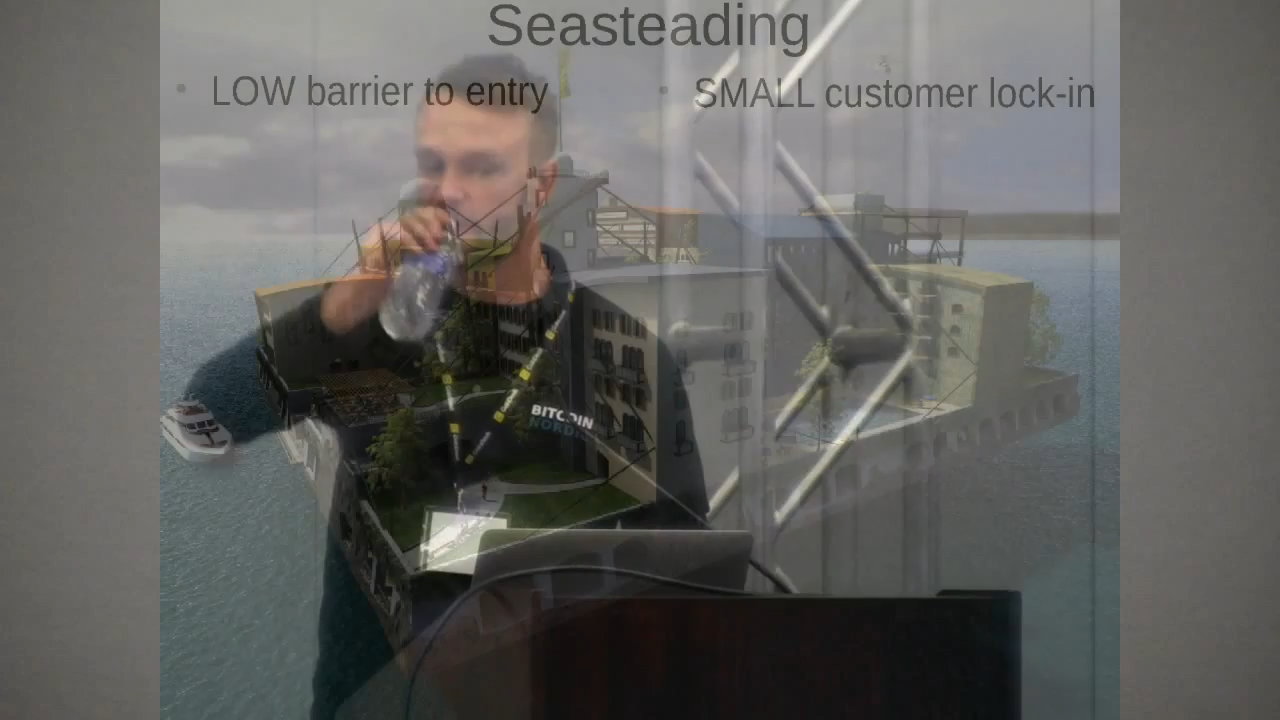 Seasteading
• LOW barrier to entry
• SMALL customer lock-in
BITCOIN
NORDIC